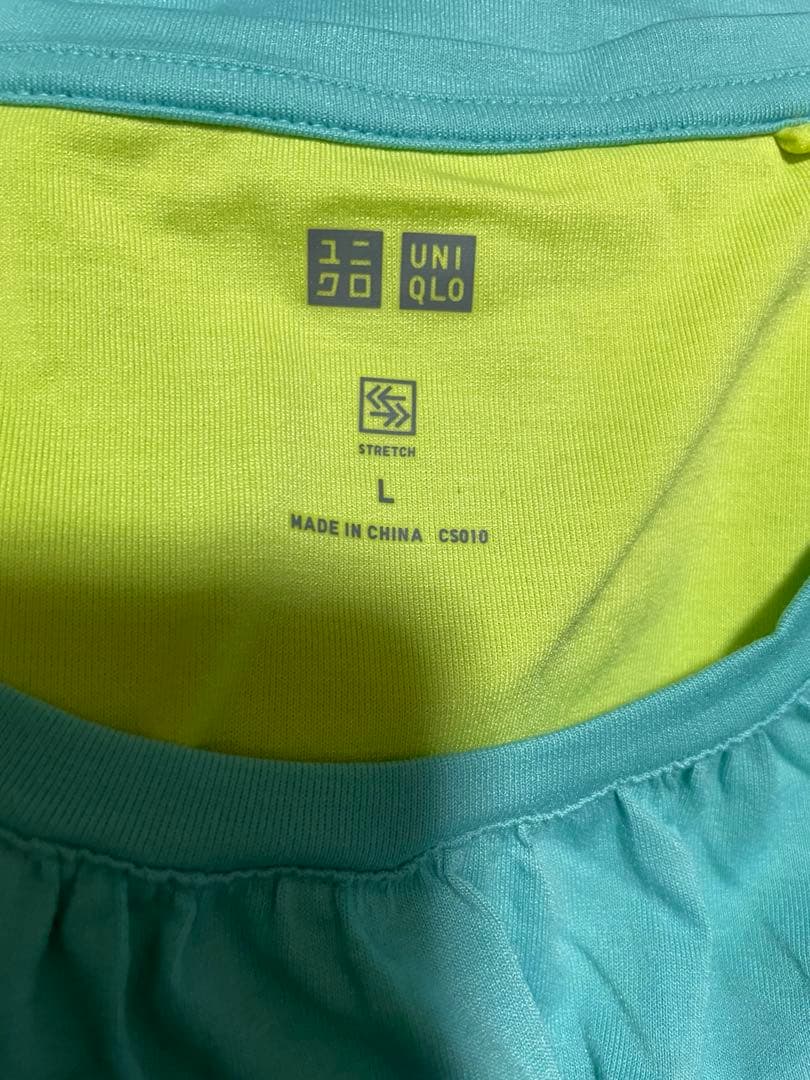 ユニ
クロ
UNI
QLO
STRETCH
L
MADE IN CHINA CS010